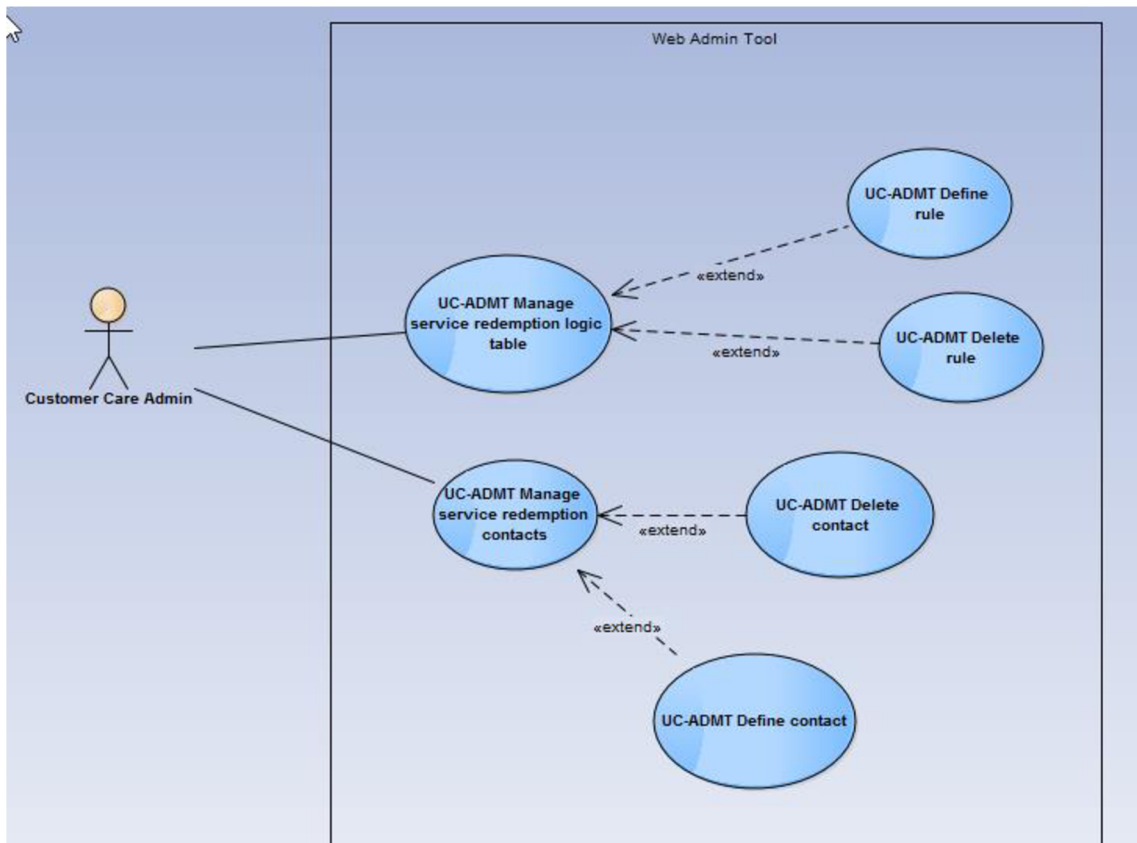 Web Admin Tool
UC-ADMT Define
rule
«extend»
UC-ADMT Manage
service redemption logic
table
UC-ADMT Delete
rule
«extend»
Customer Care Admin
UC-ADMT Manage
service redemption
contacts
UC-ADMT Delete
contact
«extend»
«extend»
UC-ADMT Define contact